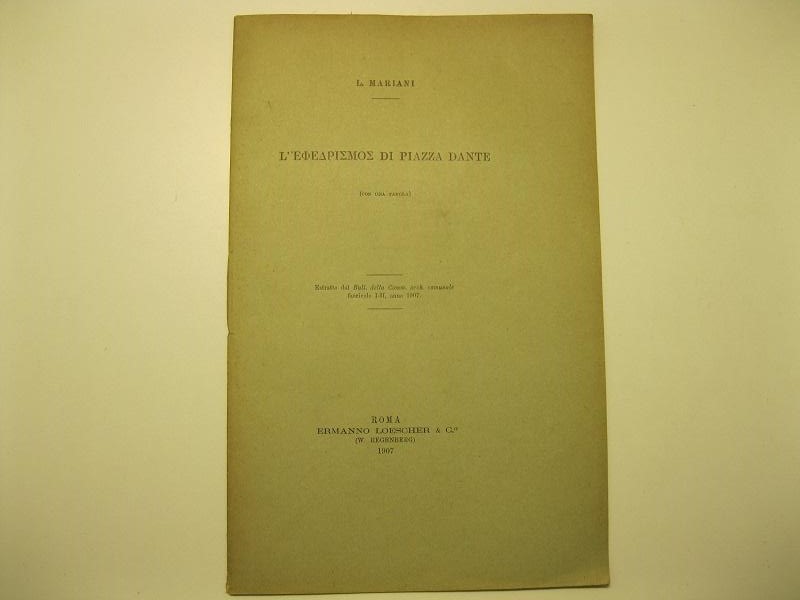 L. MARIANI
L'ἘΦΕΔΡΙΣΜΟΣ DI PIAZZA DANTE
(CON UNA TAVOLA)
Estratto dal Bull. della Comm. arch. comunale
fascicolo I-II, anno 1907.
ROMA
ERMANNO LOESCHER & C.º
(W. REGENBERG)
1907